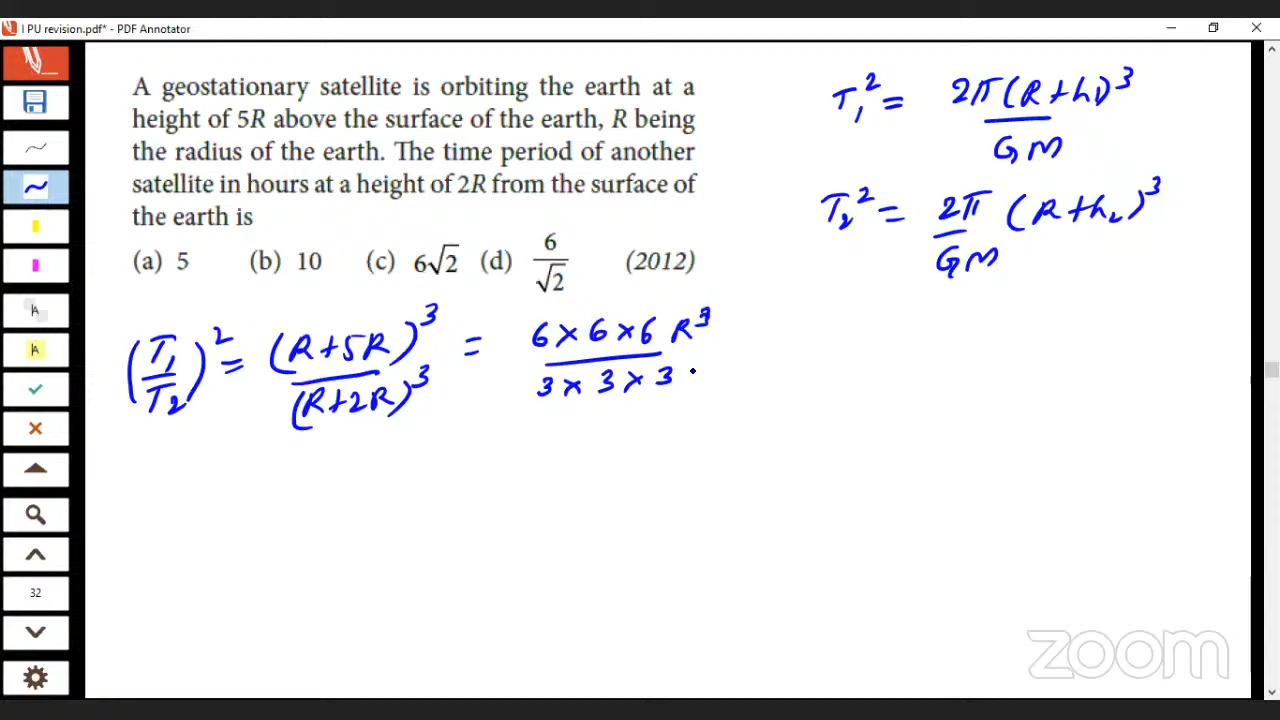 I PU revision.pdf* - PDF Annotator
A geostationary satellite is orbiting the earth at a
height of 5R above the surface of the earth, R being
the radius of the earth. The time period of another
satellite in hours at a height of 2R from the surface of
the earth is
(a) 5 (b) 10 (c) 6√2 (d) 6/√2 (2012)
T₁² = 2π(R+h₁)³/GM
T₂² = 2π/GM (R+h₂)³
(T₁/T₂)² = (R+5R)³/(R+2R)³ = 6×6×6 R³/3×3×3
32
zoom